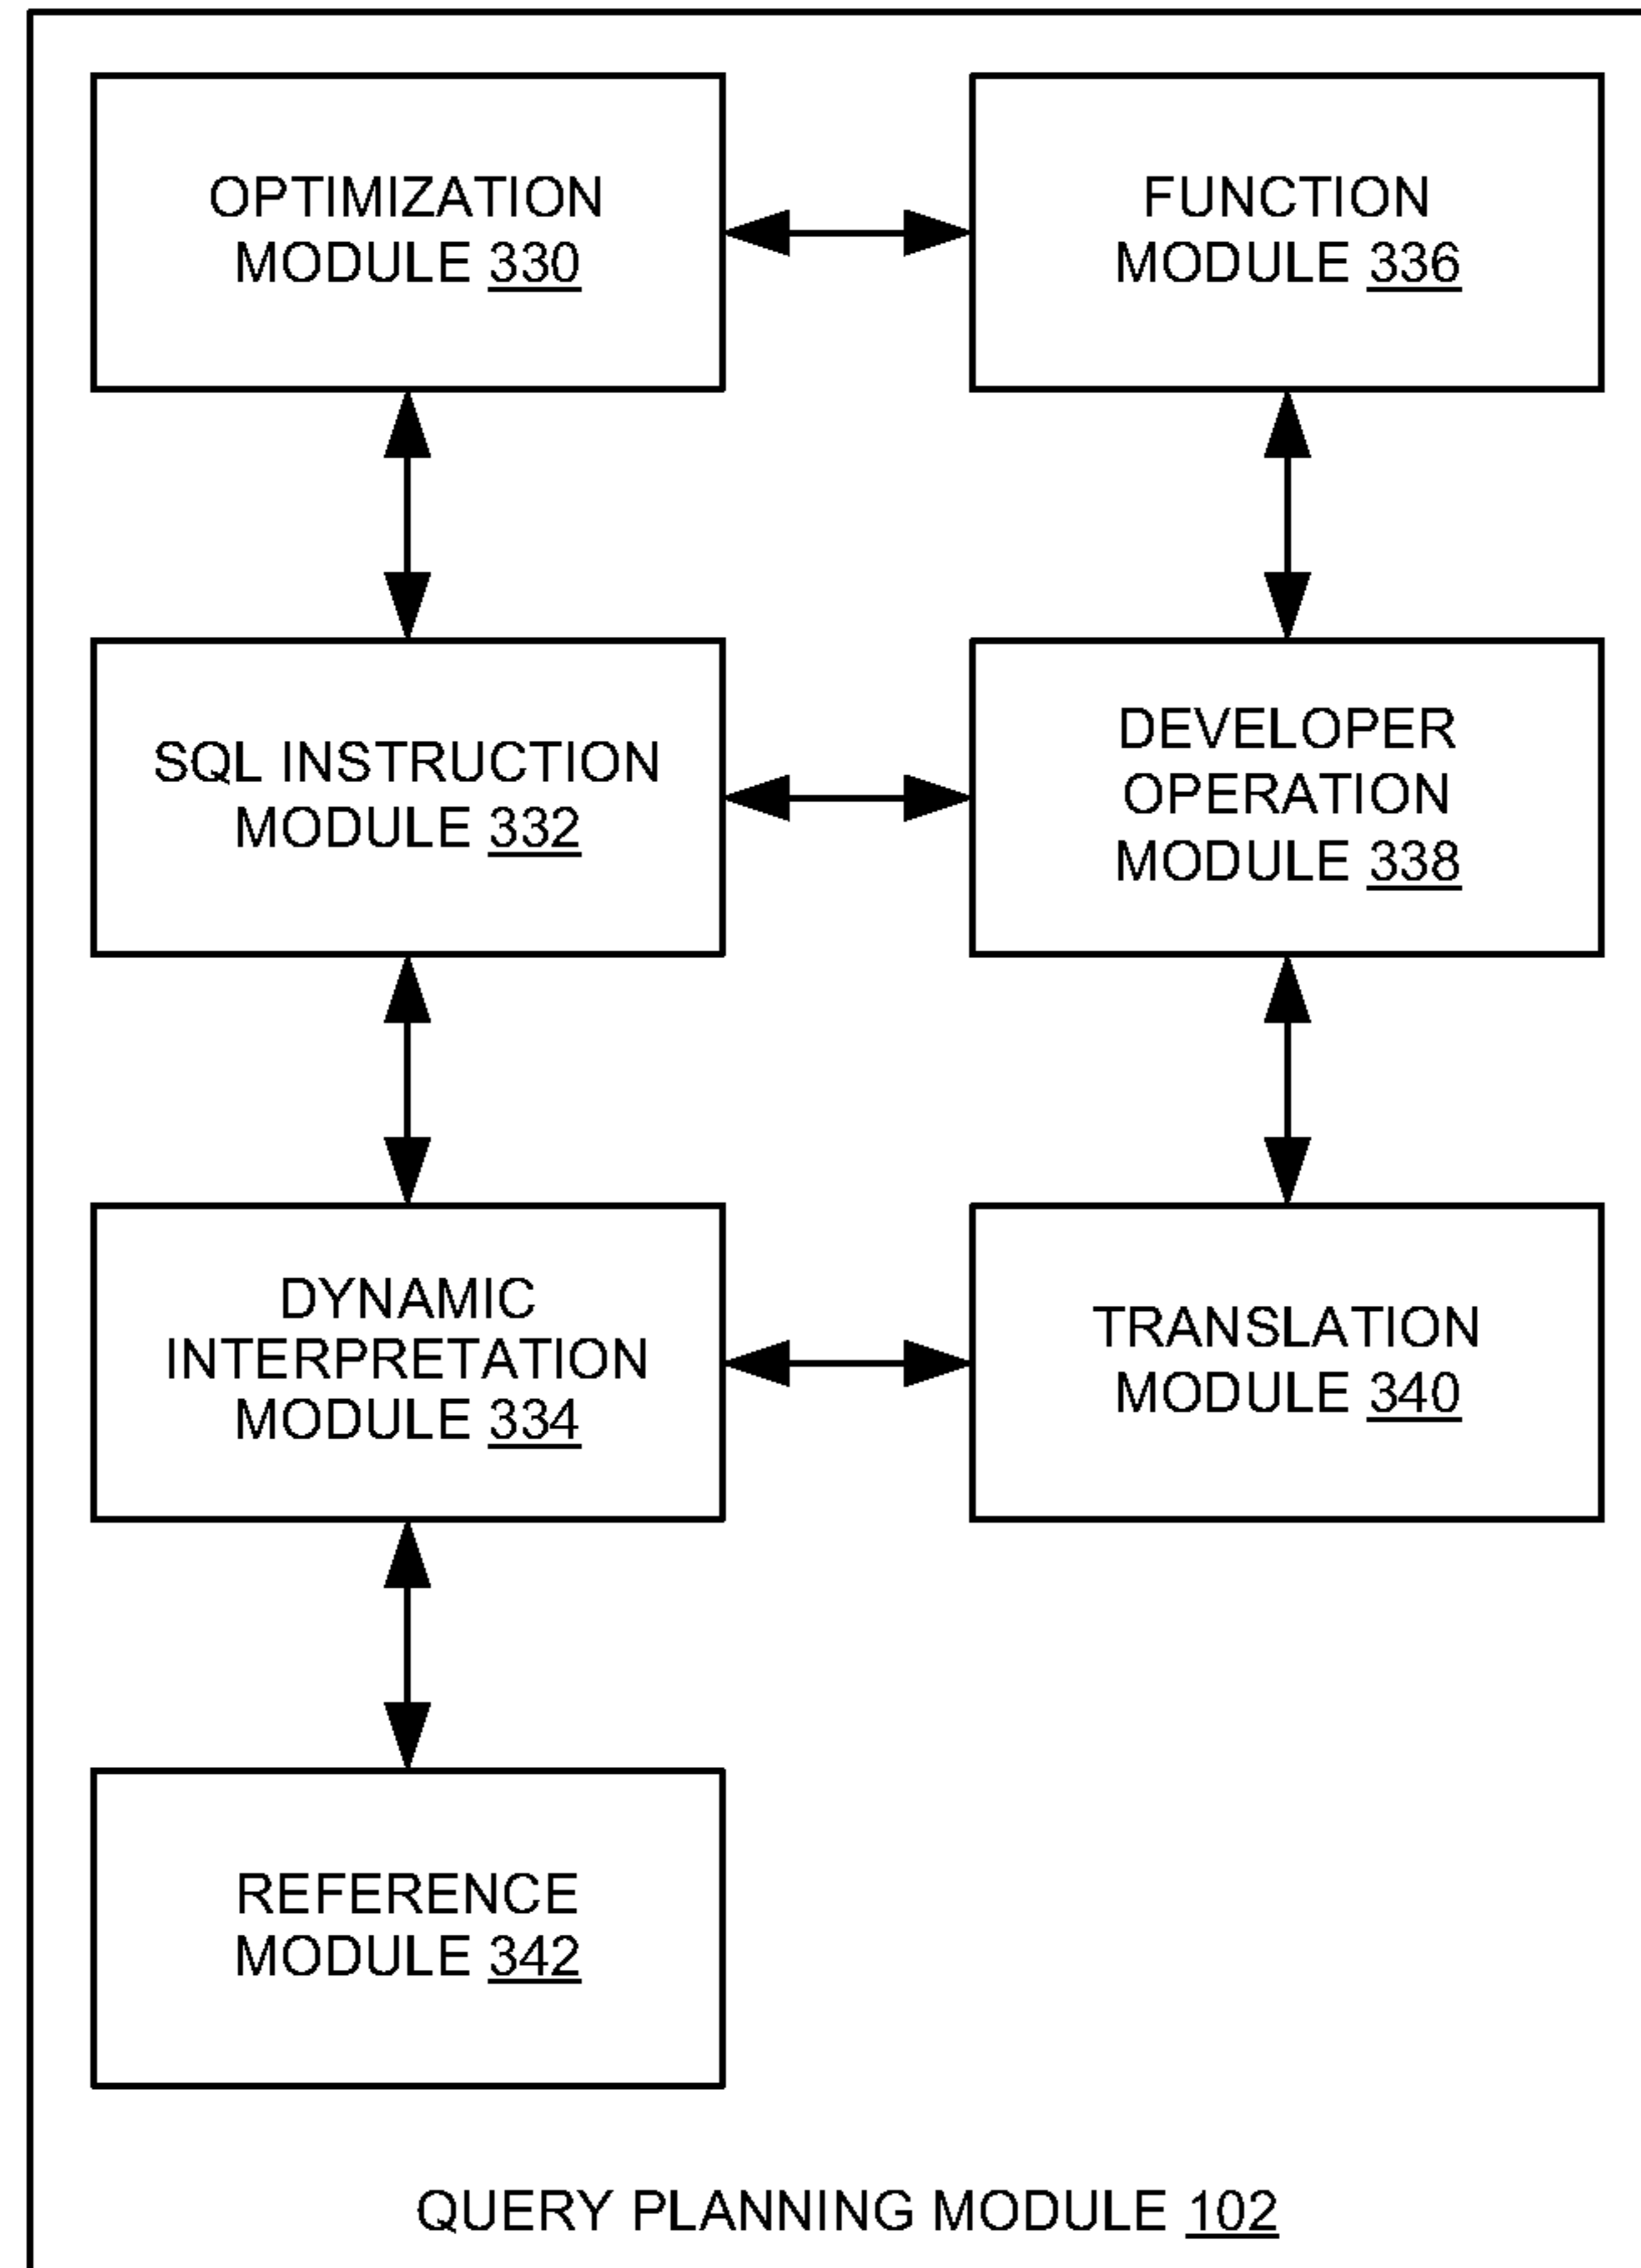 OPTIMIZATION
MODULE 330
FUNCTION
MODULE 336
SQL INSTRUCTION
MODULE 332
DEVELOPER
OPERATION
MODULE 338
DYNAMIC
INTERPRETATION
MODULE 334
TRANSLATION
MODULE 340
REFERENCE
MODULE 342
QUERY PLANNING MODULE 102